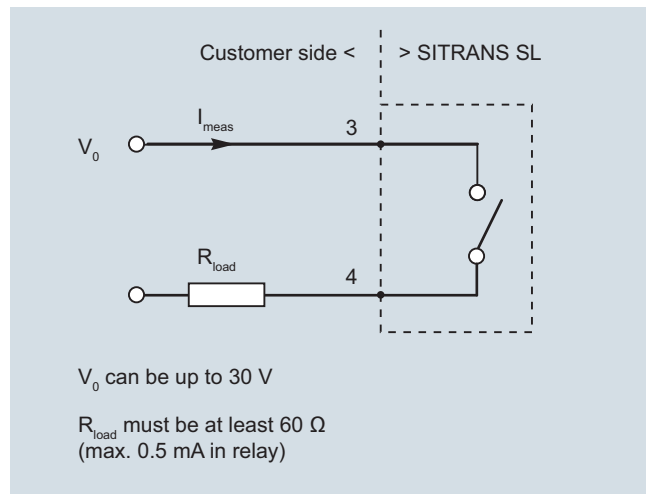 Customer side < > SITRANS SL
I meas
3
V0
Rload
4
V0 can be up to 30 V
Rload must be at least 60 Ω
(max. 0.5 mA in relay)